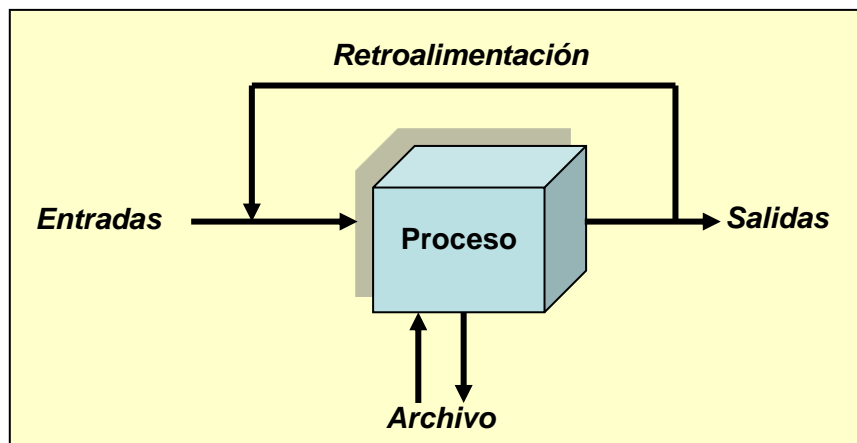 Retroalimentación
Entradas
Proceso
Salidas
Archivo